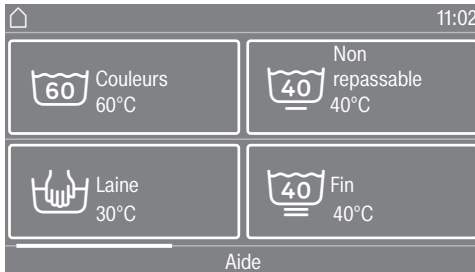 11:02
60
Couleurs
60°C
40
Non
repassable
40°C
Laine
30°C
40
Fin
40°C
Aide